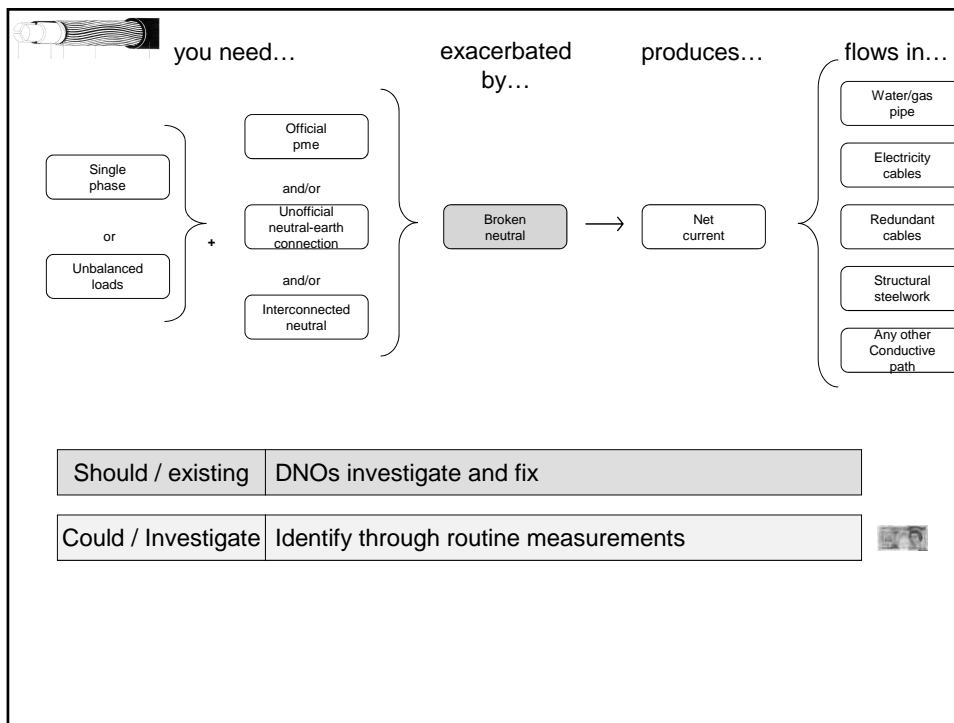 you need…
exacerbated
by…
produces…
flows in…
Single
phase
or
Unbalanced
loads
+
Official
pme
and/or
Unofficial
neutral-earth
connection
and/or
Interconnected
neutral
Broken
neutral
Net
current
Water/gas
pipe
Electricity
cables
Redundant
cables
Structural
steelwork
Any other
Conductive
path
Should / existing DNOs investigate and fix
Could / Investigate Identify through routine measurements